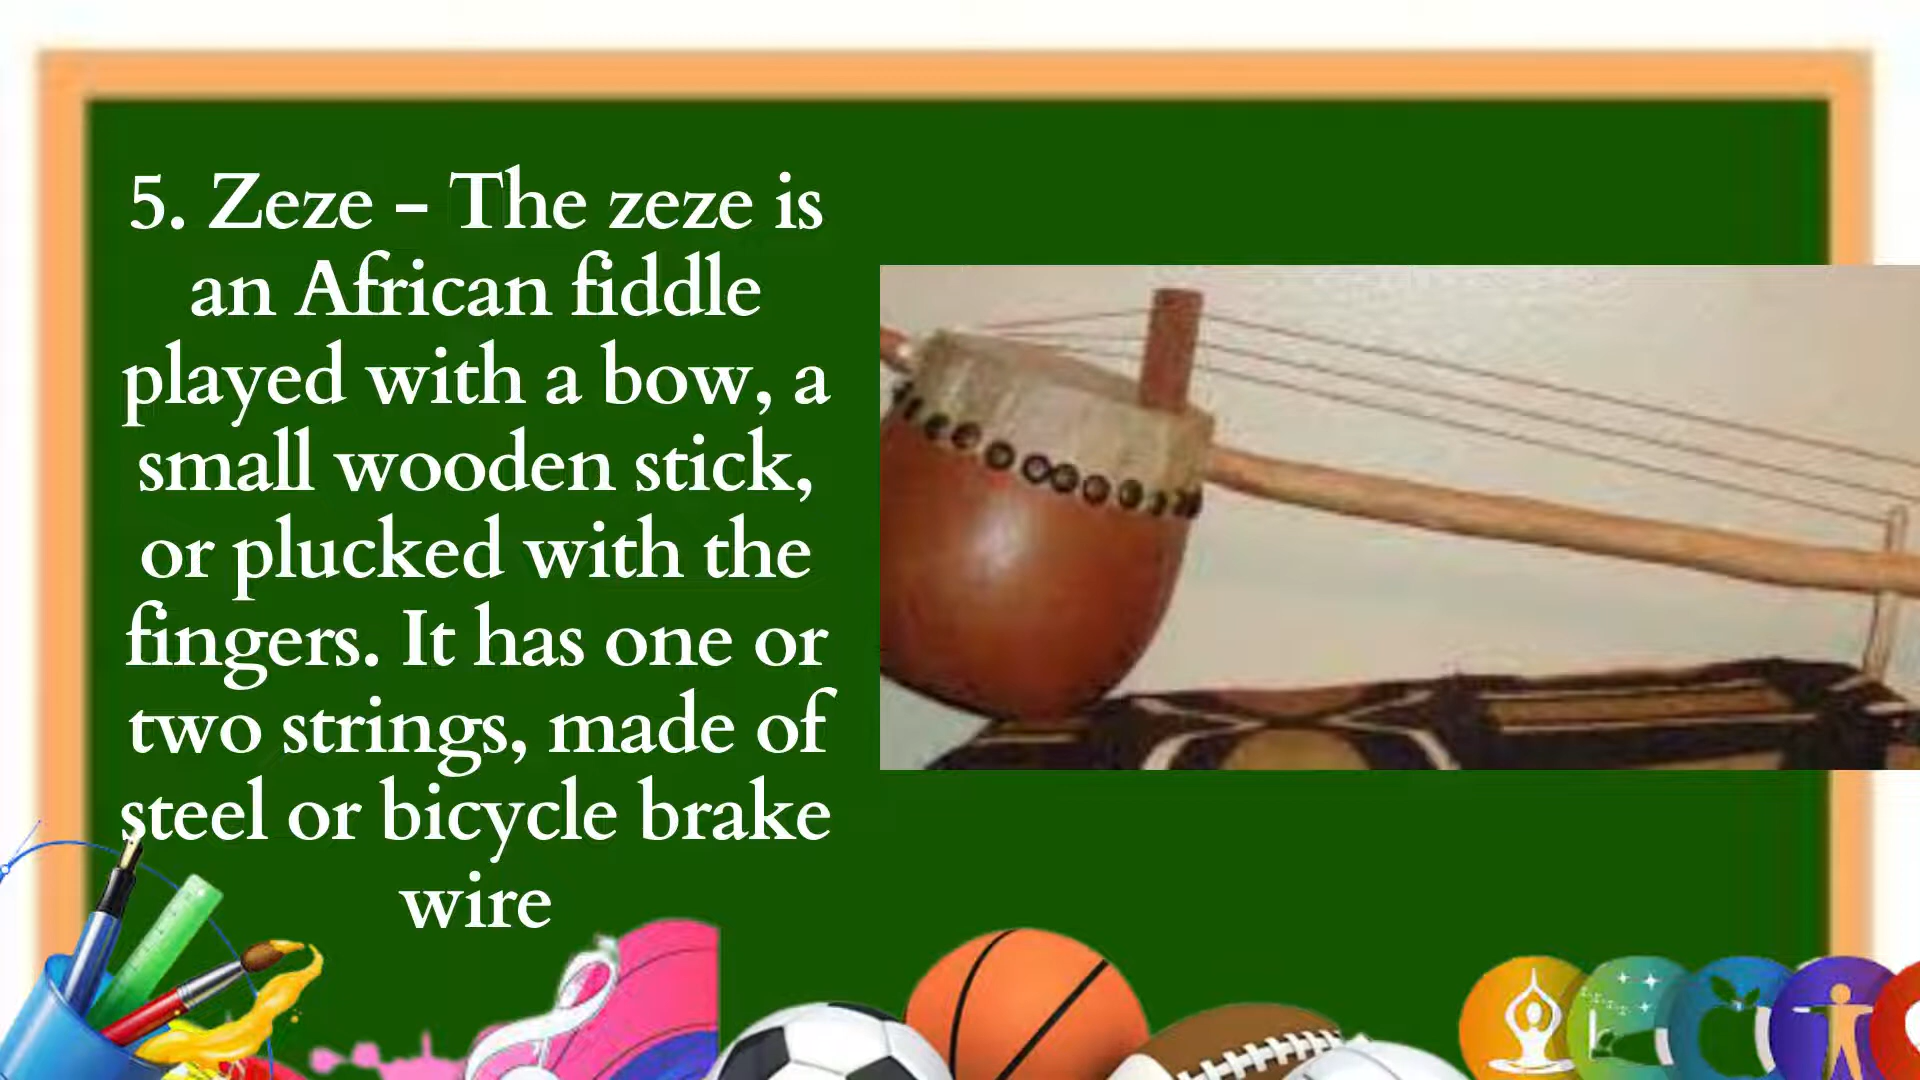 5. Zeze – The zeze is
an African fiddle
played with a bow, a
small wooden stick,
or plucked with the
fingers. It has one or
two strings, made of
steel or bicycle brake
wire